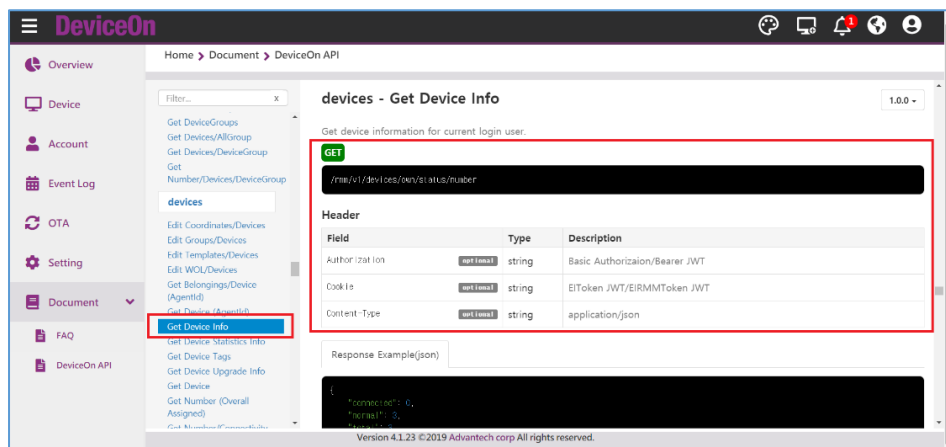 DeviceOn
1
Overview
Device
Account
Event Log
OTA
Setting
Document
FAQ
DeviceOn API
Home > Document > DeviceOn API
Filter...
x
Get DeviceGroups
Get Devices/AllGroup
Get Devices/DeviceGroup
Get
Number/Devices/DeviceGroup
devices
Edit Coordinates/Devices
Edit Groups/Devices
Edit Templates/Devices
Edit WOL/Devices
Get Belongings/Device
(AgentId)
Get Device (AgentId)
Get Device Info
Get Device Statistics Info
Get Device Tags
Get Device Upgrade Info
Get Device
Get Number (Overall
Assigned)
Get Number/Connectivity
devices - Get Device Info
1.0.0
Get device information for current login user.
GET
/rmm/v1/devices/own/status/number
Header
Field Type Description
Authorization optional string Basic Authorizaion/Bearer JWT
Cookie optional string EIToken JWT/EIRMMToken JWT
Content-Type optional string application/json
Response Example(json)
{
"connected": 0,
"normal": 3,
Version 4.1.23 ©2019 Advantech corp All rights reserved.